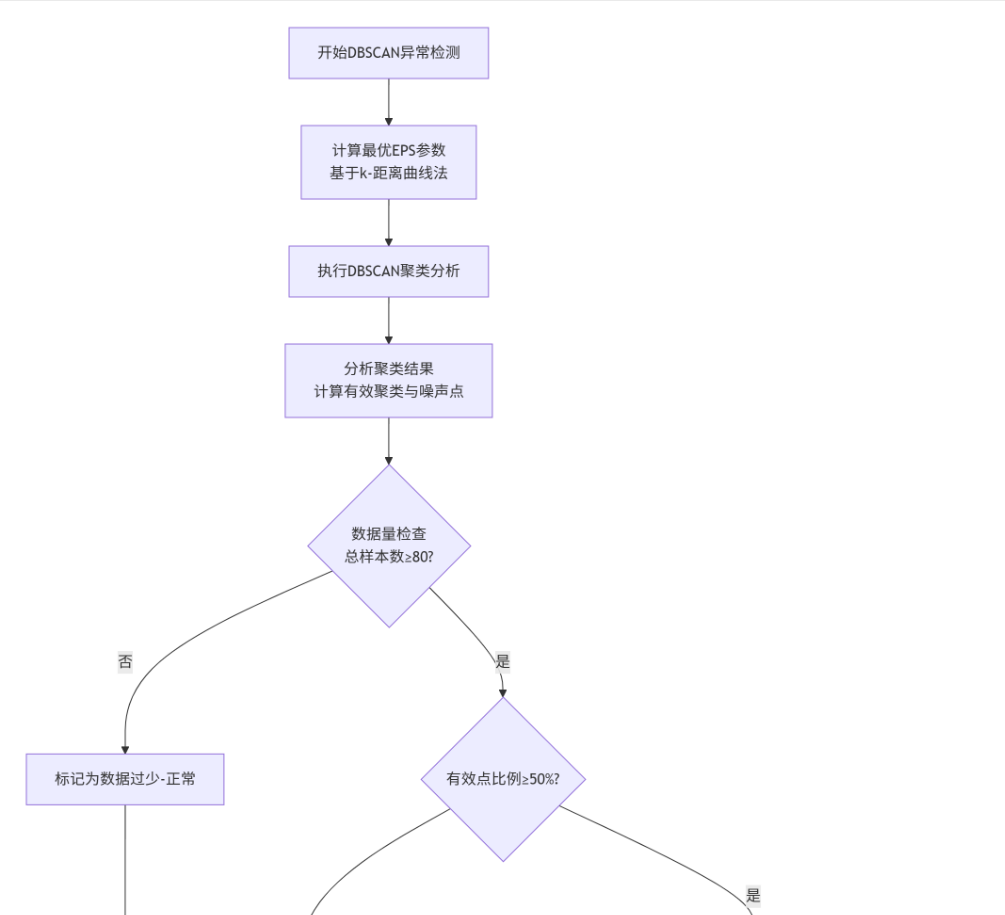 开始DBSCAN异常检测
计算最优EPS参数
基于k-距离曲线法
执行DBSCAN聚类分析
分析聚类结果
计算有效聚类与噪声点
数据量检查
总样本数≥80?
否
是
标记为数据过少-正常
有效点比例≥50%?
是